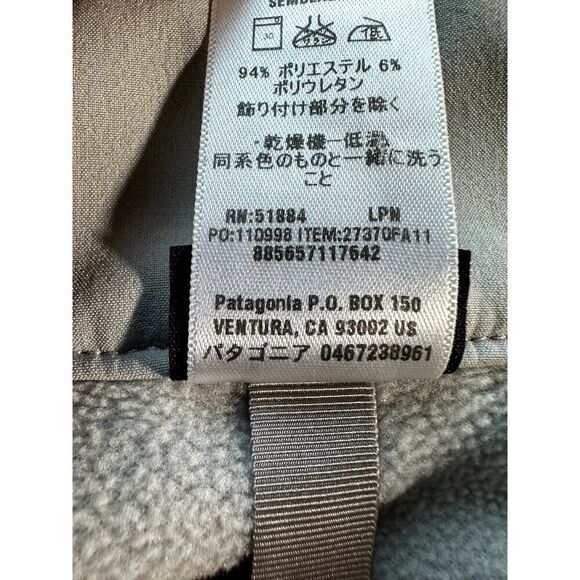 30 低
94% ポリエステル 6%
ポリウレタン
飾り付け部分を除く
・乾燥機ー低温
同系色のものと一緒に洗う
こと
RN:51884 LPN
PO:110998 ITEM:27370FA11
885657117642
Patagonia P.O. BOX 150
VENTURA, CA 93002 US
パタゴニア 0467238961